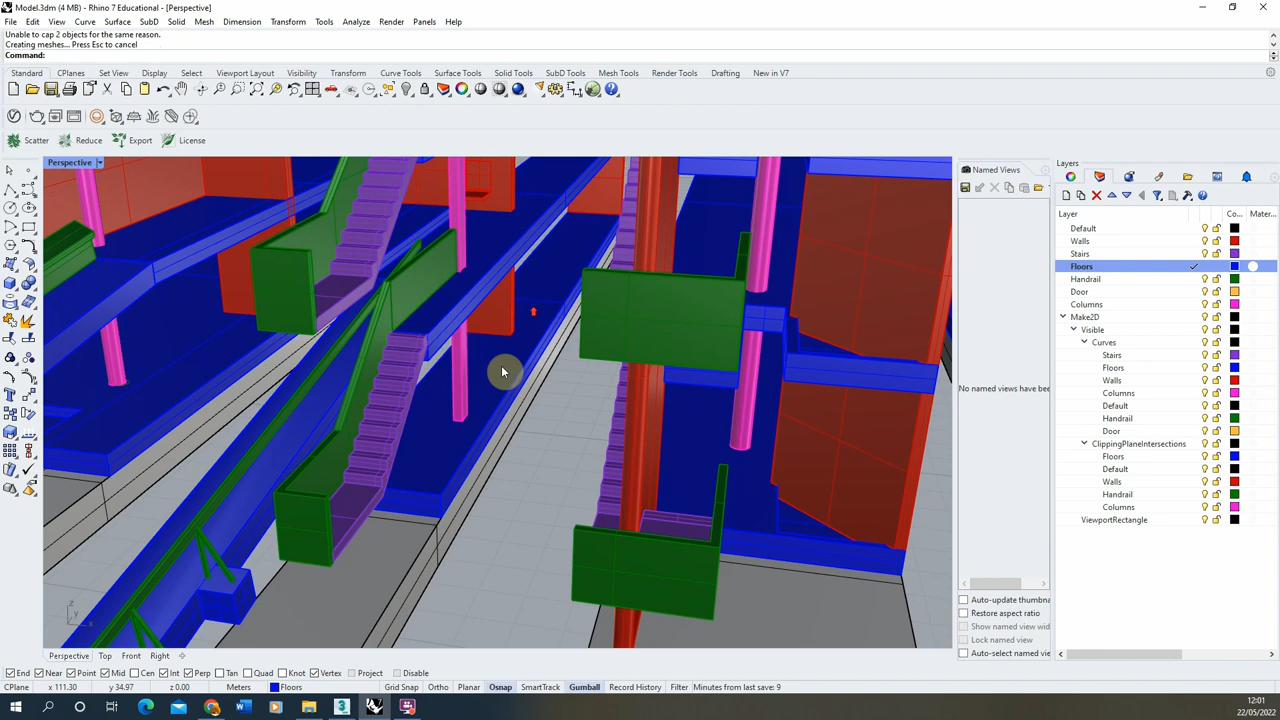 Model.3dm (4 MB) - Rhino 7 Educational - [Perspective]
File Edit View Curve Surface SubD Solid Mesh Dimension Transform Tools Analyze Render Panels Help
Unable to cap 2 objects for the same reason.
Creating meshes... Press Esc to cancel
Command:
Standard CPlanes Set View Display Select Viewport Layout Visibility Transform Curve Tools Surface Tools Solid Tools SubD Tools Mesh Tools Render Tools Drafting New in V7
Scatter Reduce Export License
Perspective
Named Views
No named views have beer
Auto-update thumbna
Restore aspect ratio
Show named view wid
Lock named view
Auto-select named vie
Layers
Layer Co... Mater...
Default
Walls
Stairs
Floors
Handrail
Door
Columns
Make2D
Visible
Curves
Stairs
Floors
Walls
Columns
Default
Handrail
Door
ClippingPlaneIntersections
Floors
Default
Walls
Handrail
Columns
ViewportRectangle
z
y
x
Perspective Top Front Right
End Near Point Mid Cen Int Perp Tan Quad Knot Vertex Project Disable
CPlane x 111.30 y 34.97 z 0.00 Meters Floors Grid Snap Ortho Planar Osnap SmartTrack Gumball Record History Filter Minutes from last save: 9
12:01
22/05/2022